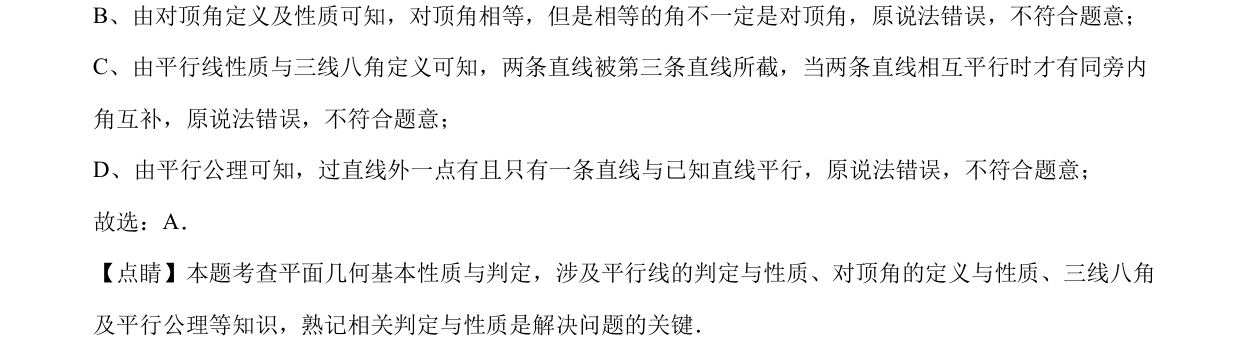 B、由对顶角定义及性质可知，对顶角相等，但是相等的角不一定是对顶角，原说法错误，不符合题意；
C、由平行线性质与三线八角定义可知，两条直线被第三条直线所截，当两条直线相互平行时才有同旁内
角互补，原说法错误，不符合题意；
D、由平行公理可知，过直线外一点有且只有一条直线与已知直线平行，原说法错误，不符合题意；
故选：A．
【点睛】本题考查平面几何基本性质与判定，涉及平行线的判定与性质、对顶角的定义与性质、三线八角
及平行公理等知识，熟记相关判定与性质是解决问题的关键．